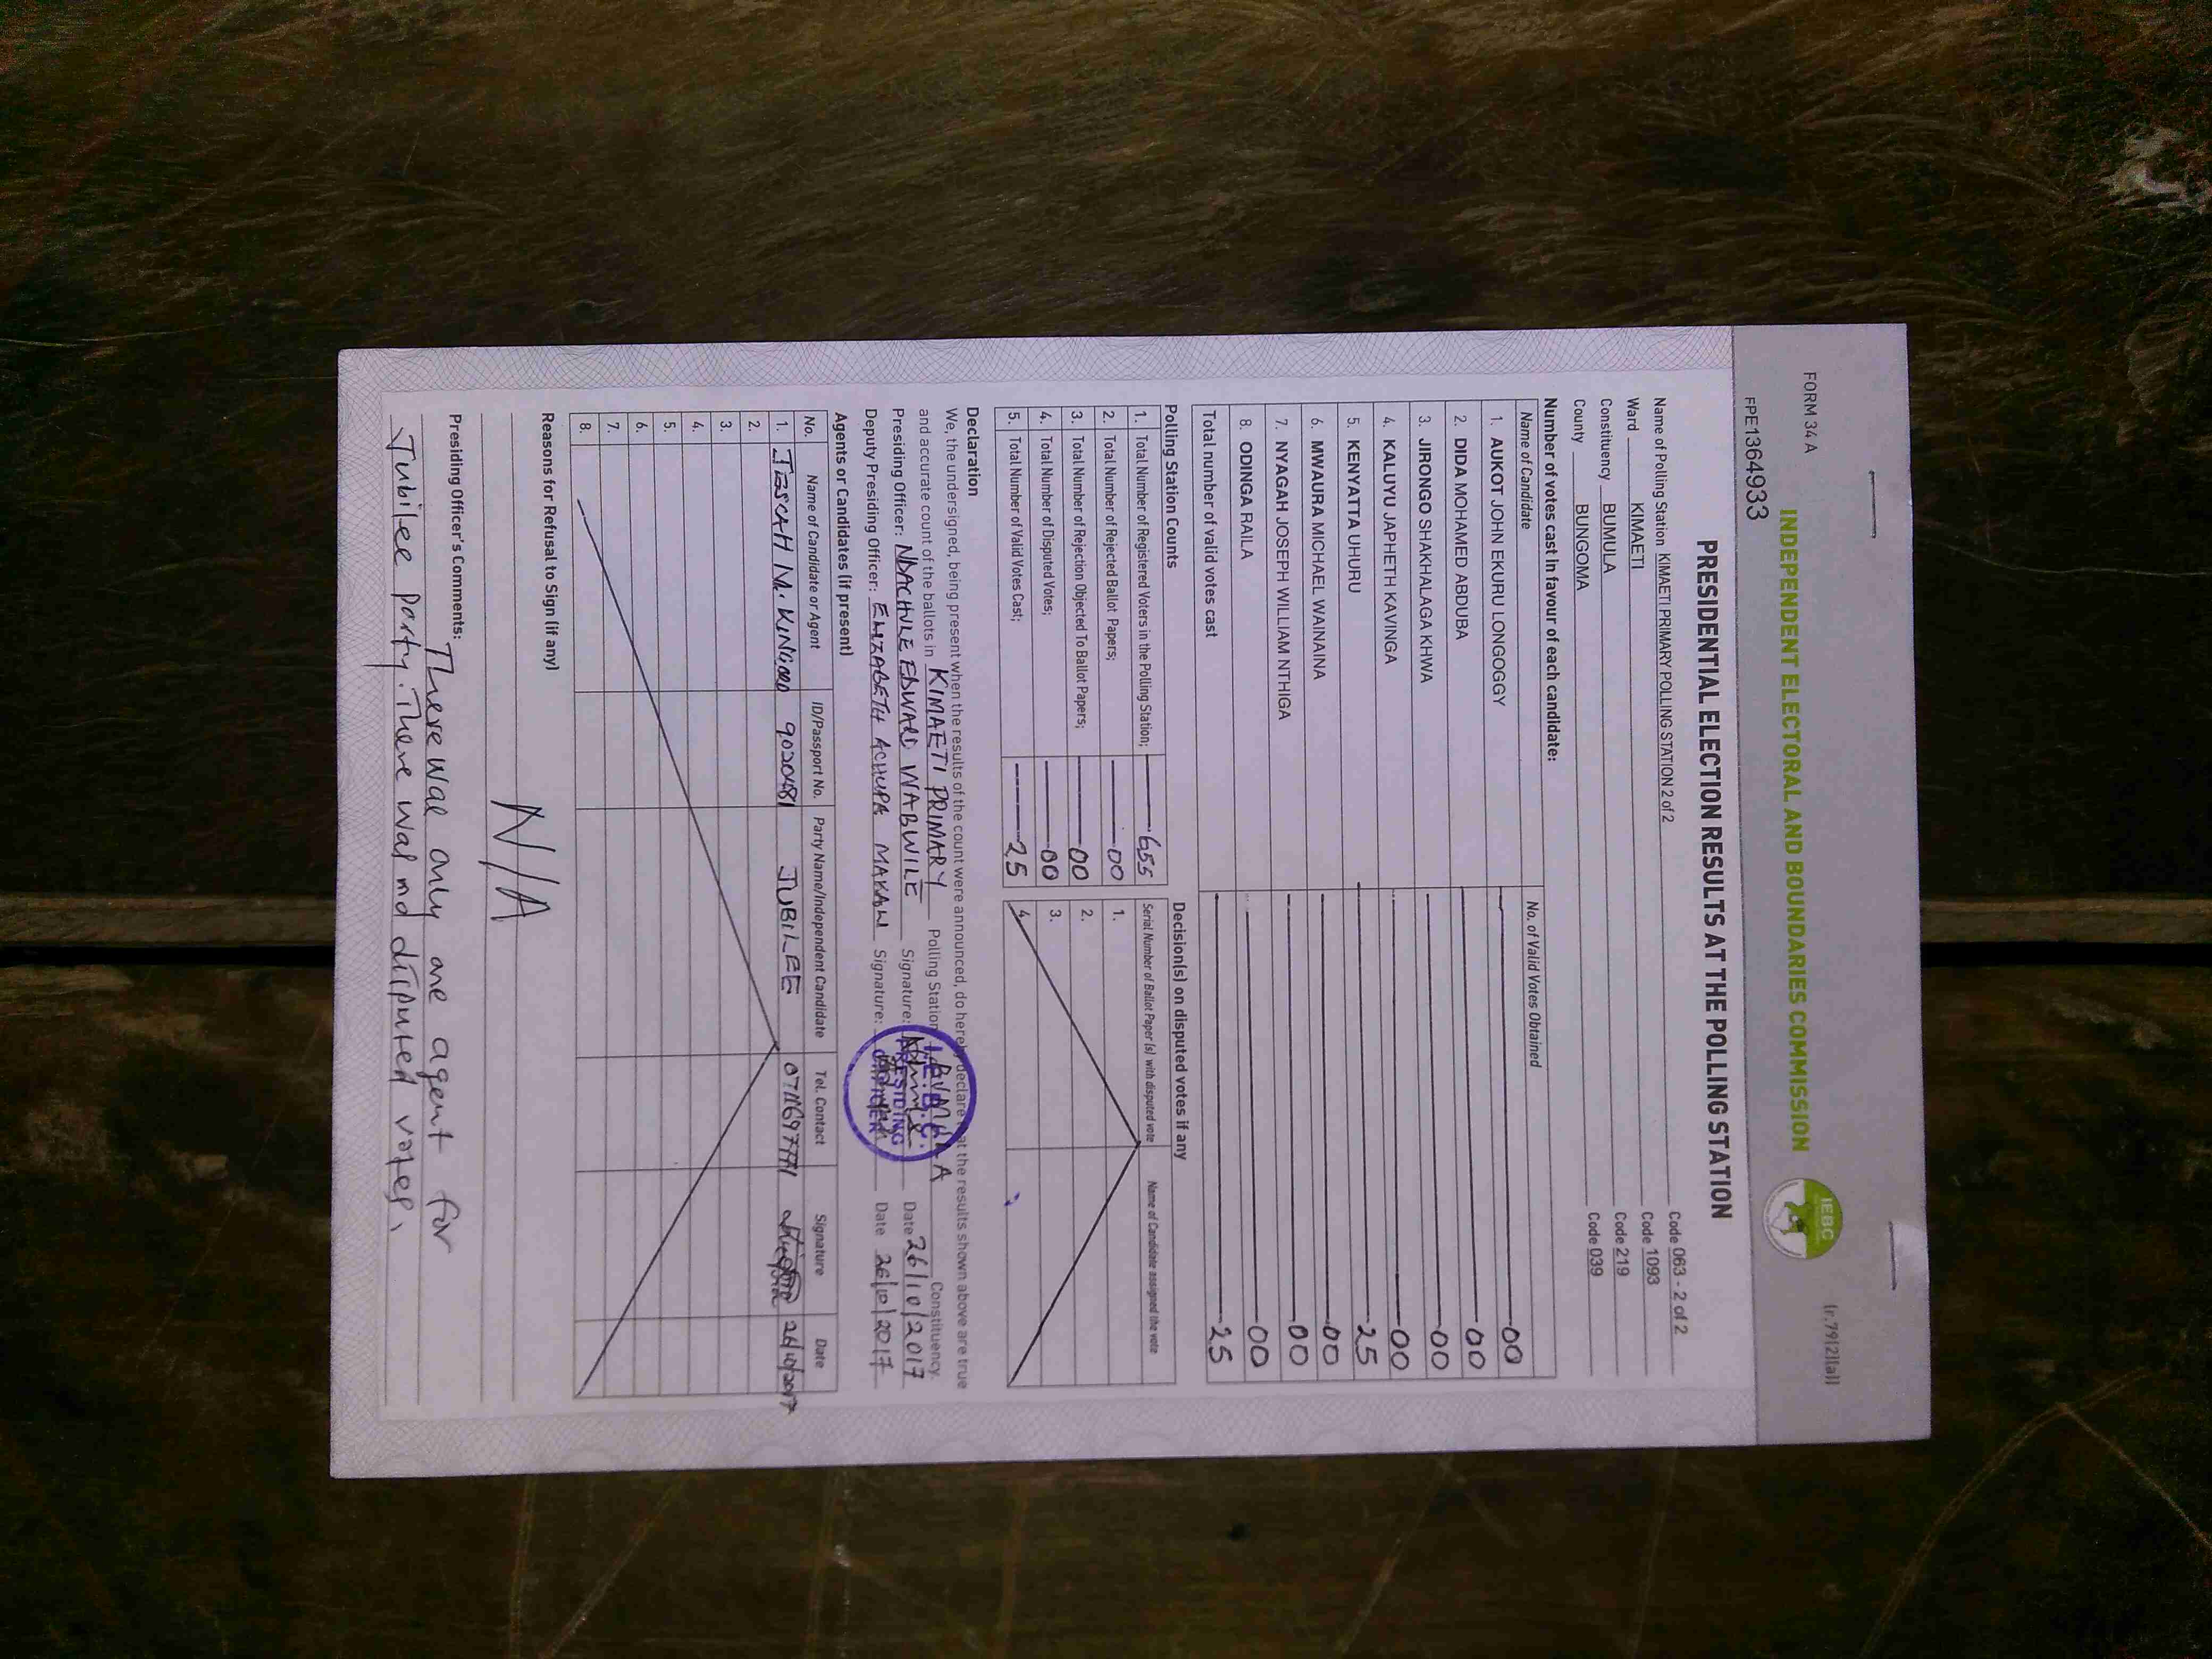 FORM 34 A
INDEPENDENT ELECTORAL AND BOUNDARIES COMMISSION
IEBC
(r.79(2)(a))
FPE1364933
PRESIDENTIAL ELECTION RESULTS AT THE POLLING STATION
Name of Polling Station KIMAETI PRIMARY POLLING STATION 2 of 2 Code 063 - 2 of 2
Ward KIMAETI Code 1093
Constituency BUMULA Code 219
County BUNGOMA Code 039
Number of votes cast in favour of each candidate:
Name of Candidate No. of Valid Votes Obtained
1. AUKOT JOHN EKURU LONGOGGY 00
2. DIDA MOHAMED ABDUBA 00
3. JIRONGO SHAKHALAGA KHWA 00
4. KALUYU JAPHETH KAVINGA 00
5. KENYATTA UHURU 25
6. MWAURA MICHAEL WAINAINA 00
7. NYAGAH JOSEPH WILLIAM NTHIGA 00
8. ODINGA RAILA 00
Total number of valid votes cast 25
Polling Station Counts
1. Total Number of Registered Voters in the Polling Station; 655
2. Total Number of Rejected Ballot Papers; 00
3. Total Number of Rejection Objected To Ballot Papers; 00
4. Total Number of Disputed Votes; 00
5. Total Number of Valid Votes Cast; 25
Decision(s) on disputed votes if any
Serial Number of Ballot Paper (s) with disputed vote Name of Candidate assigned the vote
1.
2.
3.
4.
Declaration
We, the undersigned, being present when the results of the count were announced, do hereby declare that the results shown above are true
and accurate count of the ballots in KIMAETI PRIMARY Polling Station BUMULA Constituency.
Presiding Officer: NDACHILE EDWARD WABWILE Signature: Date 26/10/2017
Deputy Presiding Officer: ELIZABETH ACHUPA Signature: Date 26/10/2017
I.E.B.C.
PRESIDING
OFFICER
Agents or Candidates (if present)
No. Name of Candidate or Agent ID/Passport No. Party Name/Independent Candidate Tel. Contact Signature Date
1. M. JUBILEE 26/10/2017
2.
3.
4.
5.
6.
7.
8.
Reasons for Refusal to Sign (if any)
N/A
Presiding Officer's Comments: There was only one agent for
Jubilee party. There was no disputed votes.